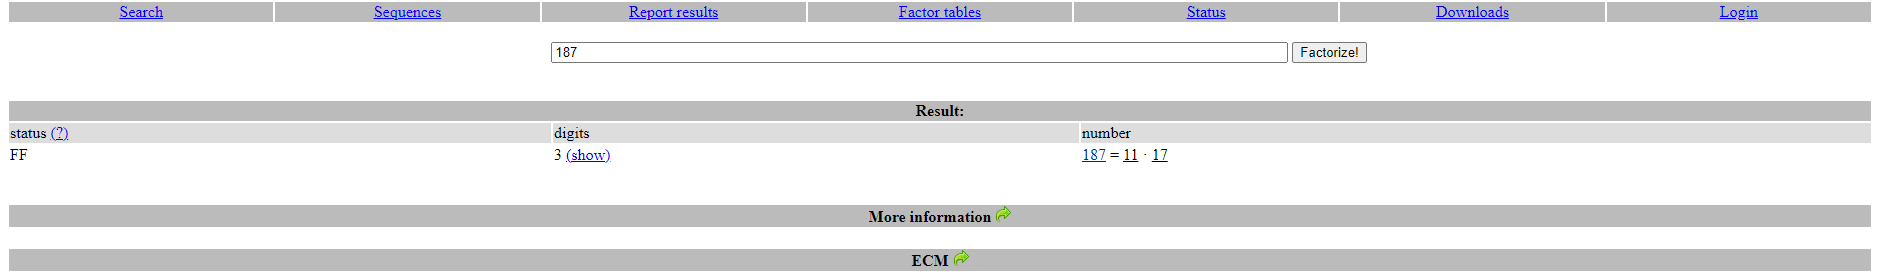 Search Sequences Report results Factor tables Status Downloads Login
187 Factorize!
Result:
status (?) digits number
FF 3 (show) 187 = 11 · 17
More information
ECM